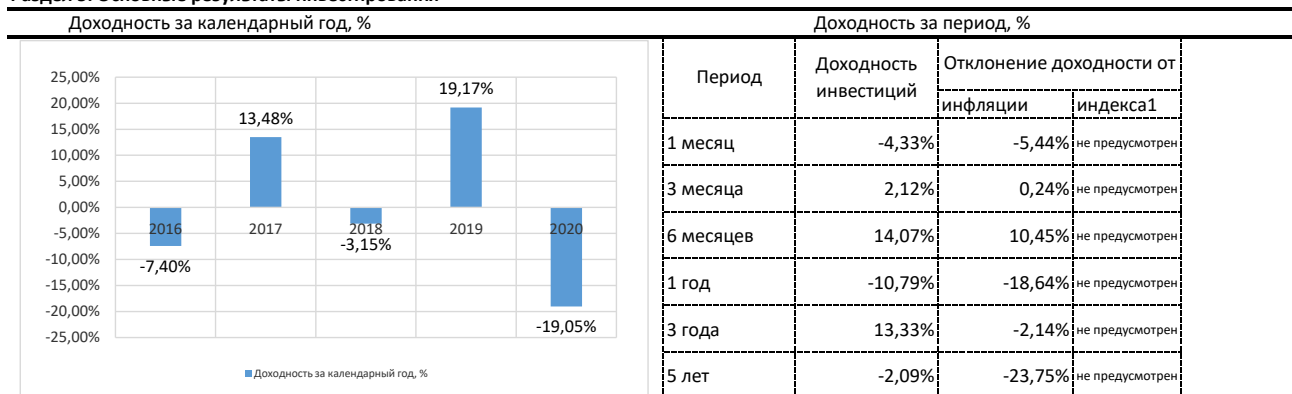 Раздел 3. Основные результаты инвестирования
Доходность за календарный год, %
25,00%
20,00%
15,00%
10,00%
5,00%
0,00%
-5,00%
-10,00%
-15,00%
-20,00%
-25,00%
-7,40%
13,48%
-3,15%
19,17%
-19,05%
2016
2017
2018
2019
2020
Доходность за календарный год, %
Доходность за период, %
Период
Доходность
инвестиций
Отклонение доходности от
инфляции
индекса1
1 месяц -4,33% -5,44% не предусмотрен
3 месяца 2,12% 0,24% не предусмотрен
6 месяцев 14,07% 10,45% не предусмотрен
1 год -10,79% -18,64% не предусмотрен
3 года 13,33% -2,14% не предусмотрен
5 лет -2,09% -23,75% не предусмотрен